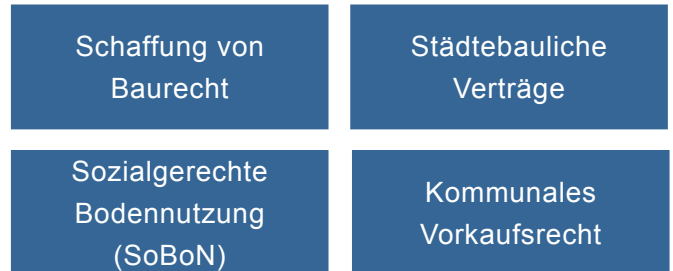 Schaffung von
Baurecht
Städtebauliche
Verträge
Sozialgerechte
Bodennutzung
(SoBoN)
Kommunales
Vorkaufsrecht